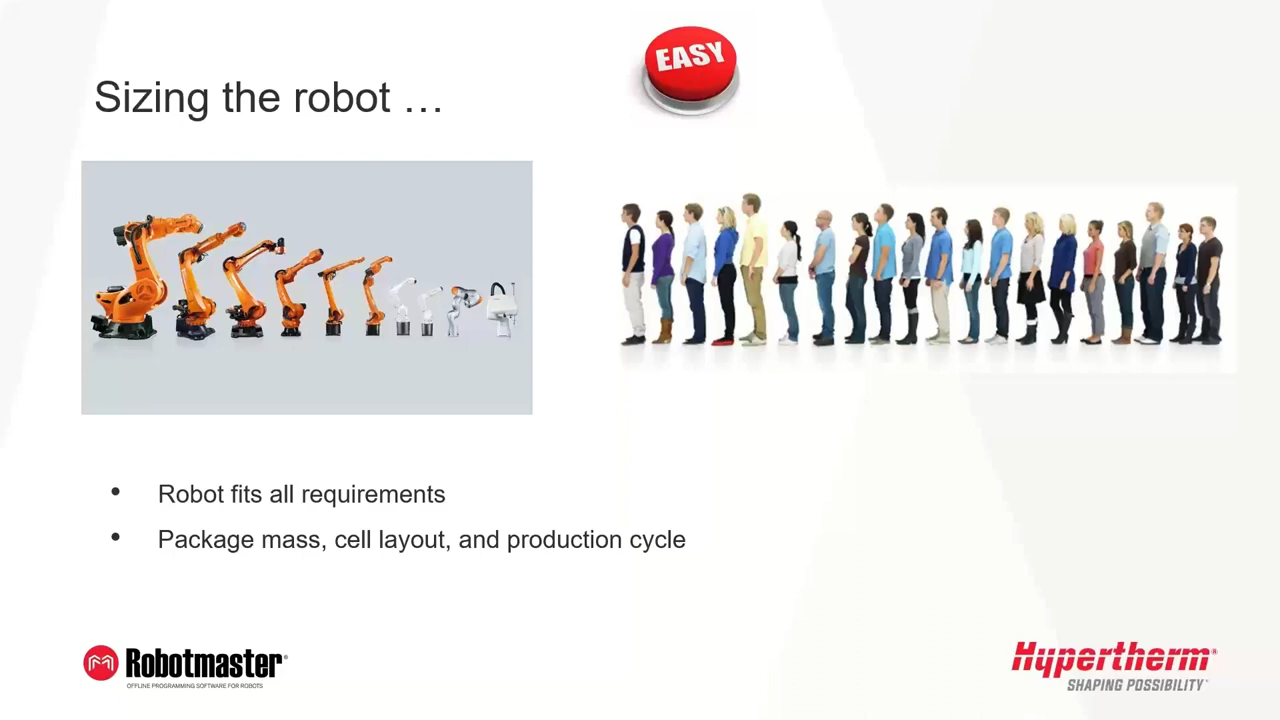 EASY
Sizing the robot …
• Robot fits all requirements
• Package mass, cell layout, and production cycle
Robotmaster®
OFFLINE PROGRAMMING SOFTWARE FOR ROBOTS
Hypertherm®
SHAPING POSSIBILITY®